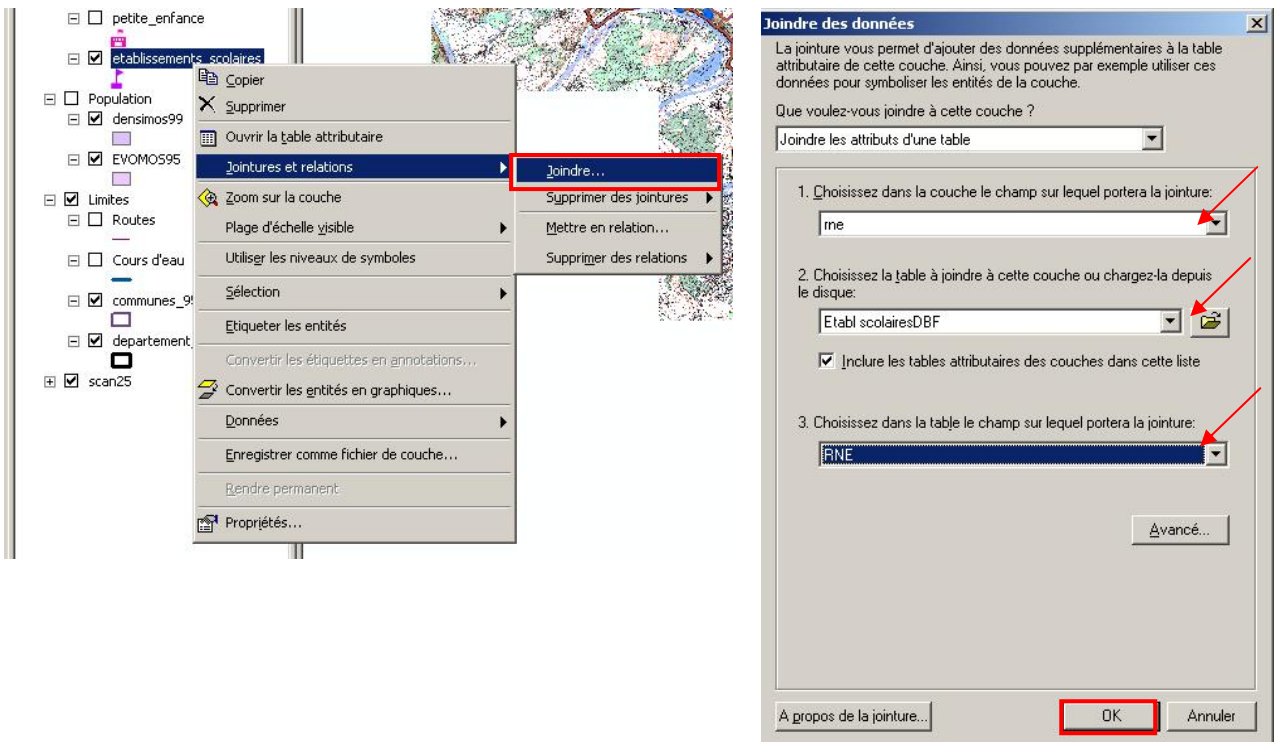 petite_enfance
etablissements_scolaires
Population
densimos99
EVOMOS95
Limites
Routes
Cours d'eau
communes_9
departement_
scan25
Copier
Supprimer
Ouvrir la table attributaire
Jointures et relations
Zoom sur la couche
Plage d'échelle visible
Utiliser les niveaux de symboles
Sélection
Etiqueter les entités
Convertir les étiquettes en annotations...
Convertir les entités en graphiques...
Données
Enregistrer comme fichier de couche...
Rendre permanent
Propriétés...
Joindre...
Supprimer des jointures
Mettre en relation...
Supprimer des relations
Joindre des données
La jointure vous permet d'ajouter des données supplémentaires à la table
attributaire de cette couche. Ainsi, vous pouvez par exemple utiliser ces
données pour symboliser les entités de la couche.
Que voulez-vous joindre à cette couche ?
Joindre les attributs d'une table
1. Choisissez dans la couche le champ sur lequel portera la jointure:
rne
2. Choisissez la table à joindre à cette couche ou chargez-la depuis
le disque:
Etabl scolairesDBF
Inclure les tables attributaires des couches dans cette liste
3. Choisissez dans la table le champ sur lequel portera la jointure:
RNE
Avancé...
A propos de la jointure...
OK
Annuler